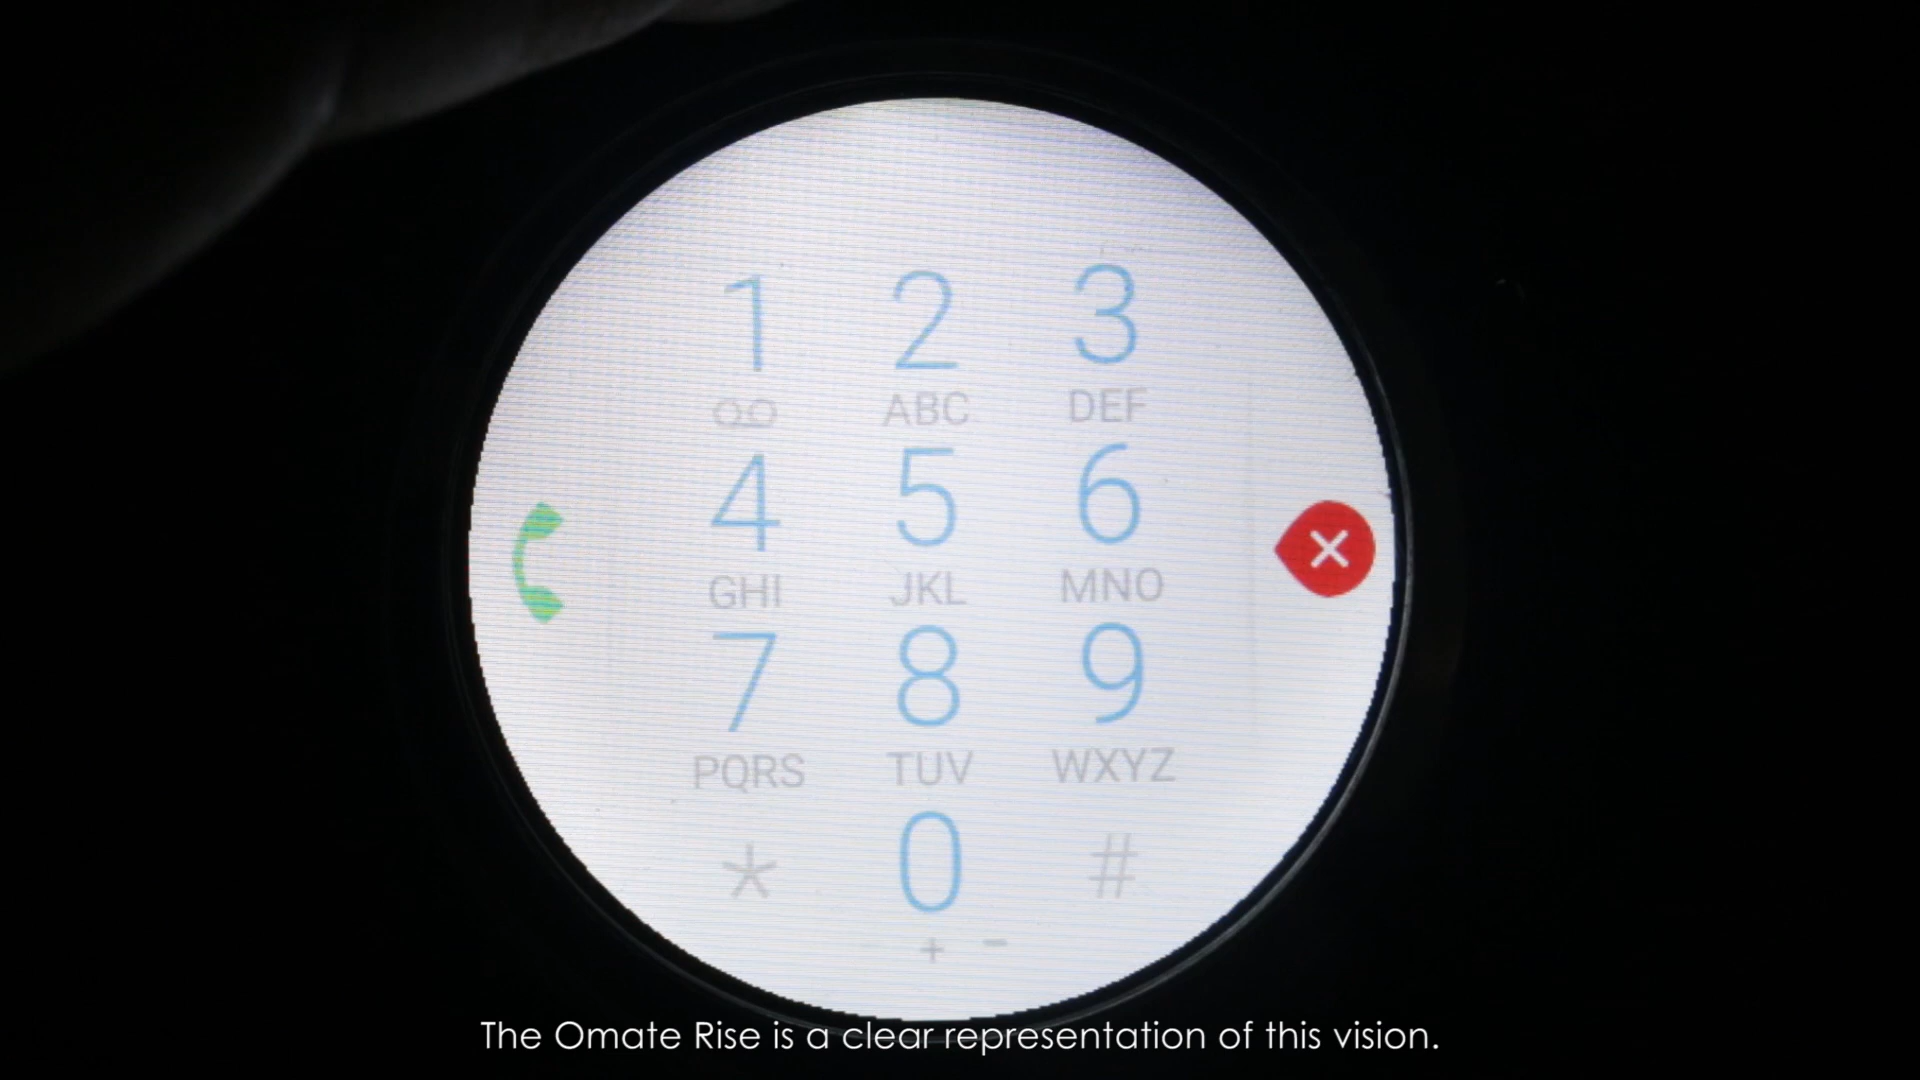 1 2 3
ABC DEF
4 5 6
GHI JKL MNO
7 8 9
PQRS TUV WXYZ
* 0 #
+ -
The Omate Rise is a clear representation of this vision.